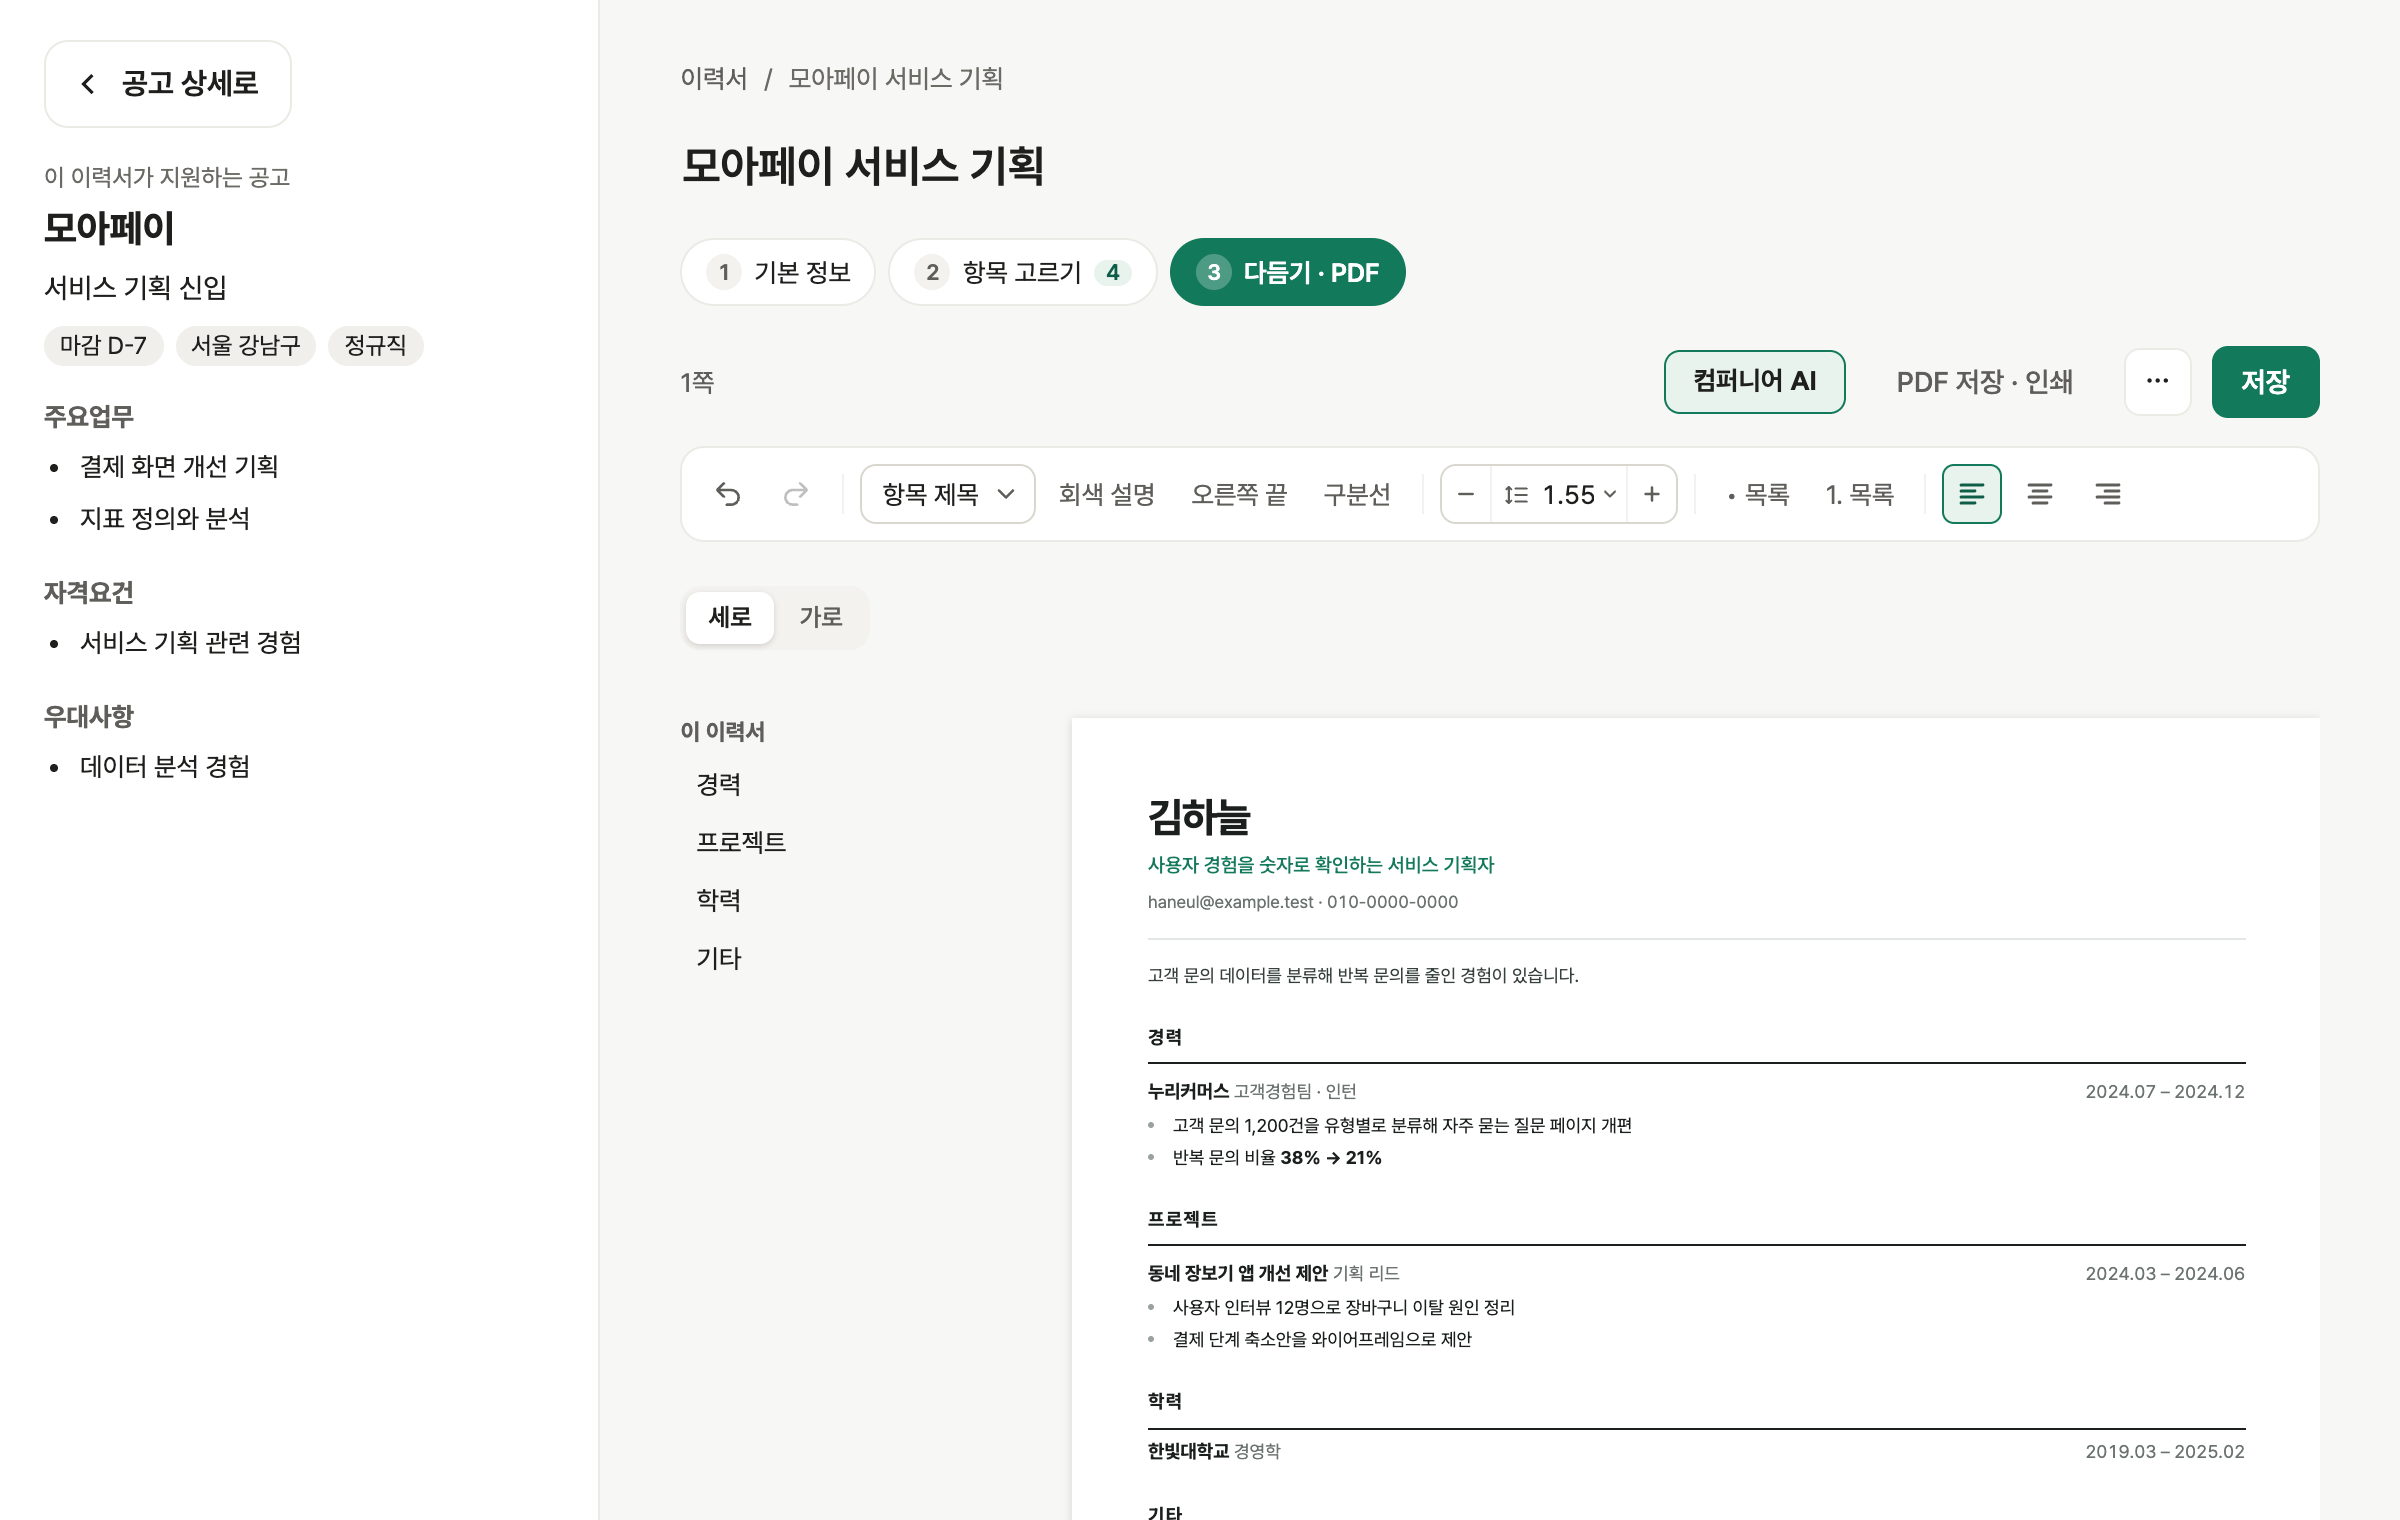 공고 상세로
이 이력서가 지원하는 공고
모아페이
서비스 기획 신입
마감 D-7 서울 강남구 정규직
주요업무
• 결제 화면 개선 기획
• 지표 정의와 분석
자격요건
• 서비스 기획 관련 경험
우대사항
• 데이터 분석 경험
이력서 / 모아페이 서비스 기획
모아페이 서비스 기획
1 기본 정보 2 항목 고르기 4 3 다듬기 · PDF
1쪽 컴퍼니어 AI PDF 저장 · 인쇄 ··· 저장
항목 제목 회색 설명 오른쪽 끝 구분선 − 1.55 + • 목록 1. 목록
세로 가로
이 이력서
경력
프로젝트
학력
기타
김하늘
사용자 경험을 숫자로 확인하는 서비스 기획자
haneul@example.test · 010-0000-0000
고객 문의 데이터를 분류해 반복 문의를 줄인 경험이 있습니다.
경력
누리커머스 고객경험팀 · 인턴 2024.07 – 2024.12
• 고객 문의 1,200건을 유형별로 분류해 자주 묻는 질문 페이지 개편
• 반복 문의 비율 38% → 21%
프로젝트
동네 장보기 앱 개선 제안 기획 리드 2024.03 – 2024.06
• 사용자 인터뷰 12명으로 장바구니 이탈 원인 정리
• 결제 단계 축소안을 와이어프레임으로 제안
학력
한빛대학교 경영학 2019.03 – 2025.02
기타